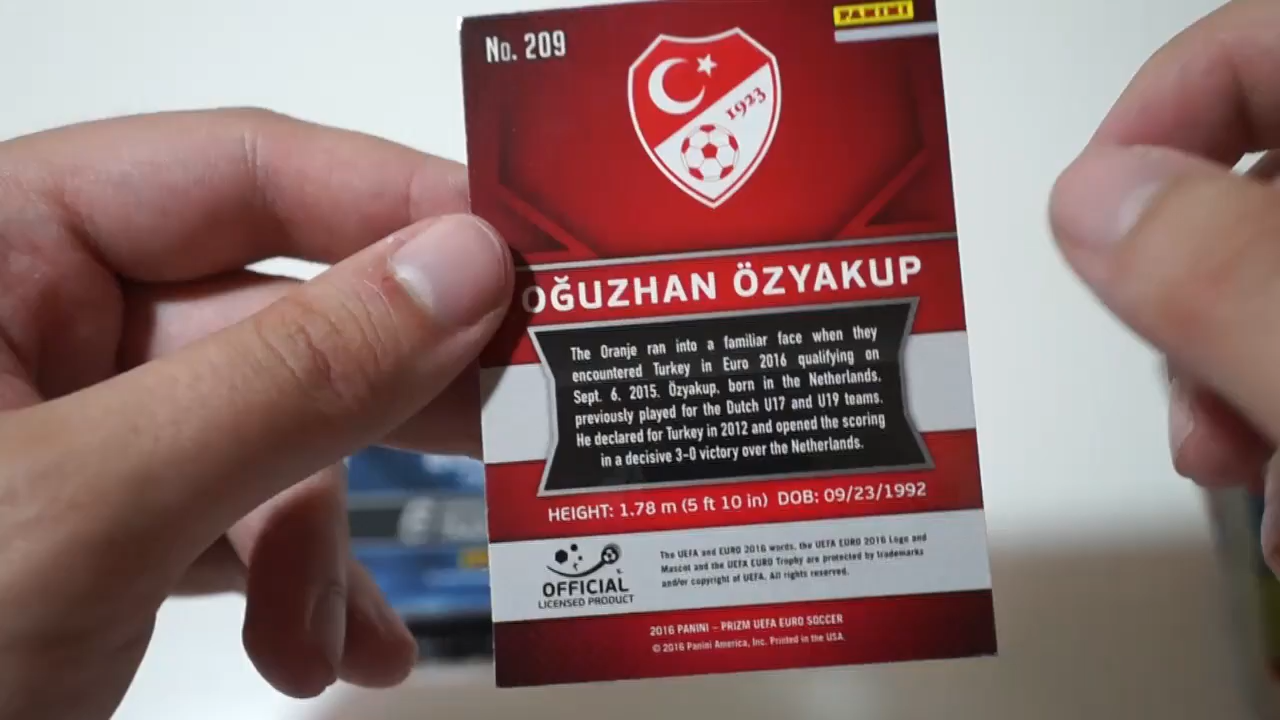 No. 209
PANINI
1923
OĞUZHAN ÖZYAKUP
The Oranje ran into a familiar face when they
encountered Turkey in Euro 2016 qualifying on
Sept. 6, 2015. Özyakup, born in the Netherlands,
previously played for the Dutch U17 and U19 teams.
He declared for Turkey in 2012 and opened the scoring
in a decisive 3-0 victory over the Netherlands.
HEIGHT: 1.78 m (5 ft 10 in) DOB: 09/23/1992
OFFICIAL
LICENSED PRODUCT
The UEFA and EURO 2016 words, the UEFA EURO 2016 Logo and
Mascot and the UEFA EURO Trophy are protected by trademarks
and/or copyright of UEFA. All rights reserved.
2016 PANINI – PRIZM UEFA EURO SOCCER
© 2016 Panini America, Inc. Printed in the USA.